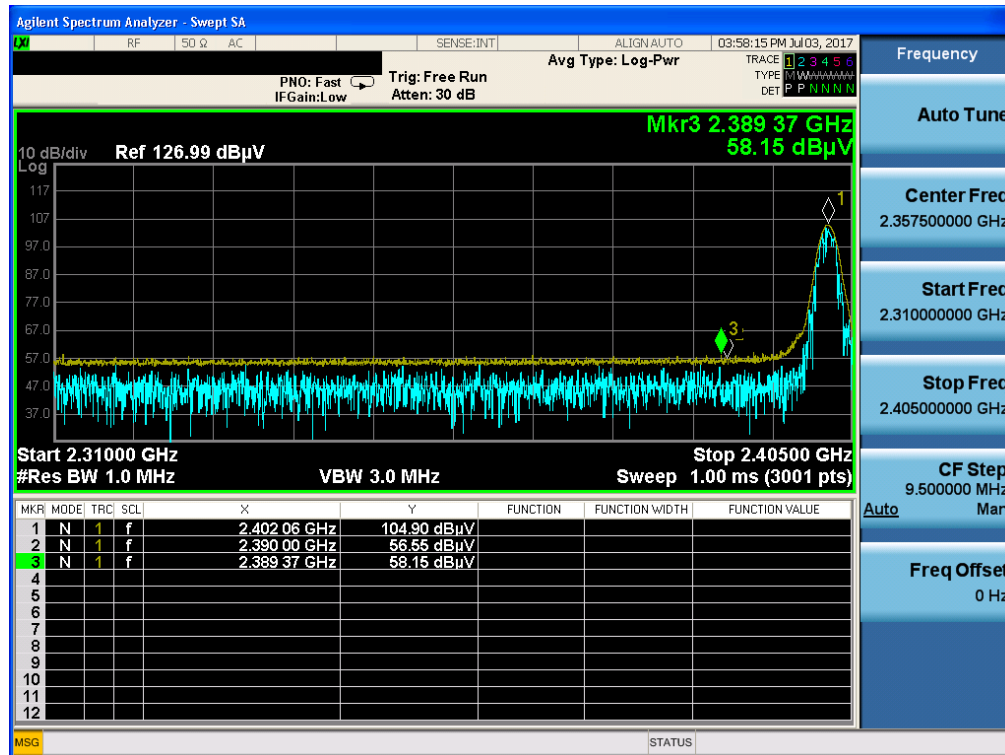 Agilent Spectrum Analyzer - Swept SA
LXI RF 50 Ω AC SENSE:INT ALIGN AUTO 03:58:15 PM Jul 03, 2017
Frequency
Avg Type: Log-Pwr
TRACE 1 2 3 4 5 6
PNO: Fast Trig: Free Run
TYPE M W W W W W
IFGain:Low Atten: 30 dB
DET P P N N N N
Auto Tune
Mkr3 2.389 37 GHz
58.15 dBµV
10 dB/div Ref 126.99 dBµV
Log
117
107
97.0
87.0
77.0
67.0
57.0
47.0
37.0
1
3
Center Freq
2.357500000 GHz
Start Freq
2.310000000 GHz
Stop Freq
2.405000000 GHz
Start 2.31000 GHz Stop 2.40500 GHz
#Res BW 1.0 MHz VBW 3.0 MHz Sweep 1.00 ms (3001 pts)
CF Step
9.500000 MHz
Auto Man
Freq Offset
0 Hz
MKR MODE TRC SCL X Y FUNCTION FUNCTION WIDTH FUNCTION VALUE
1 N 1 f 2.402 06 GHz 104.90 dBµV
2 N 1 f 2.390 00 GHz 56.55 dBµV
3 N 1 f 2.389 37 GHz 58.15 dBµV
4
5
6
7
8
9
10
11
12
MSG STATUS